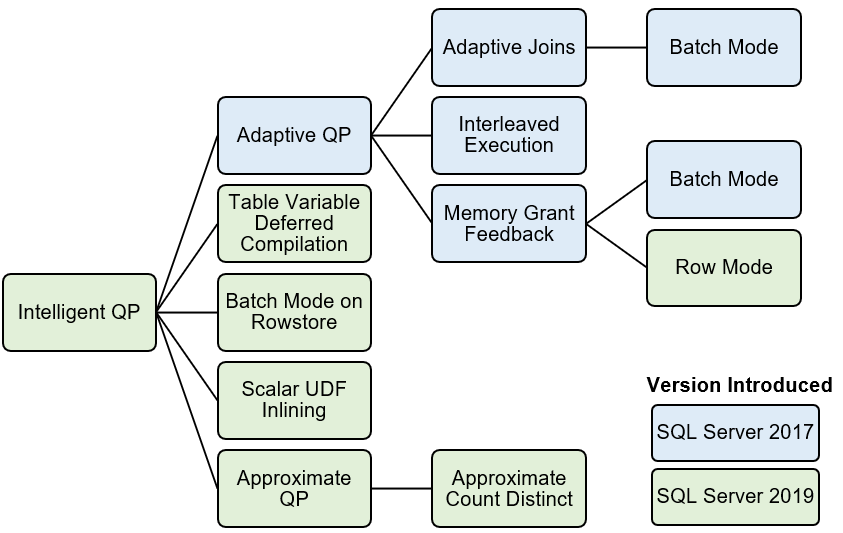 Adaptive Joins
Batch Mode
Adaptive QP
Interleaved
Execution
Memory Grant
Feedback
Batch Mode
Row Mode
Table Variable
Deferred
Compilation
Intelligent QP
Batch Mode on
Rowstore
Scalar UDF
Inlining
Approximate
QP
Approximate
Count Distinct
Version Introduced
SQL Server 2017
SQL Server 2019